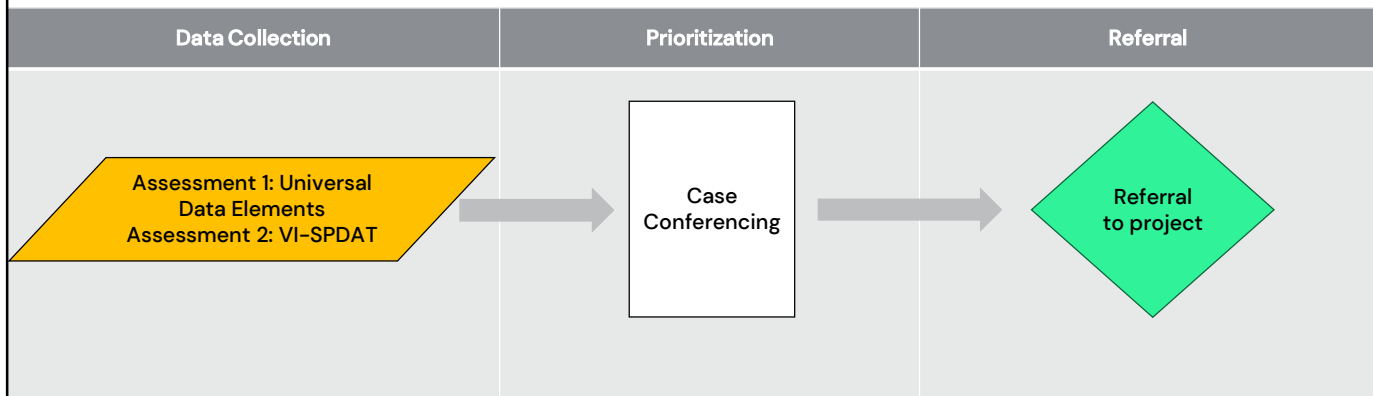 Data Collection
Prioritization
Referral
Assessment 1: Universal
Data Elements
Assessment 2: VI-SPDAT
Case
Conferencing
Referral
to project